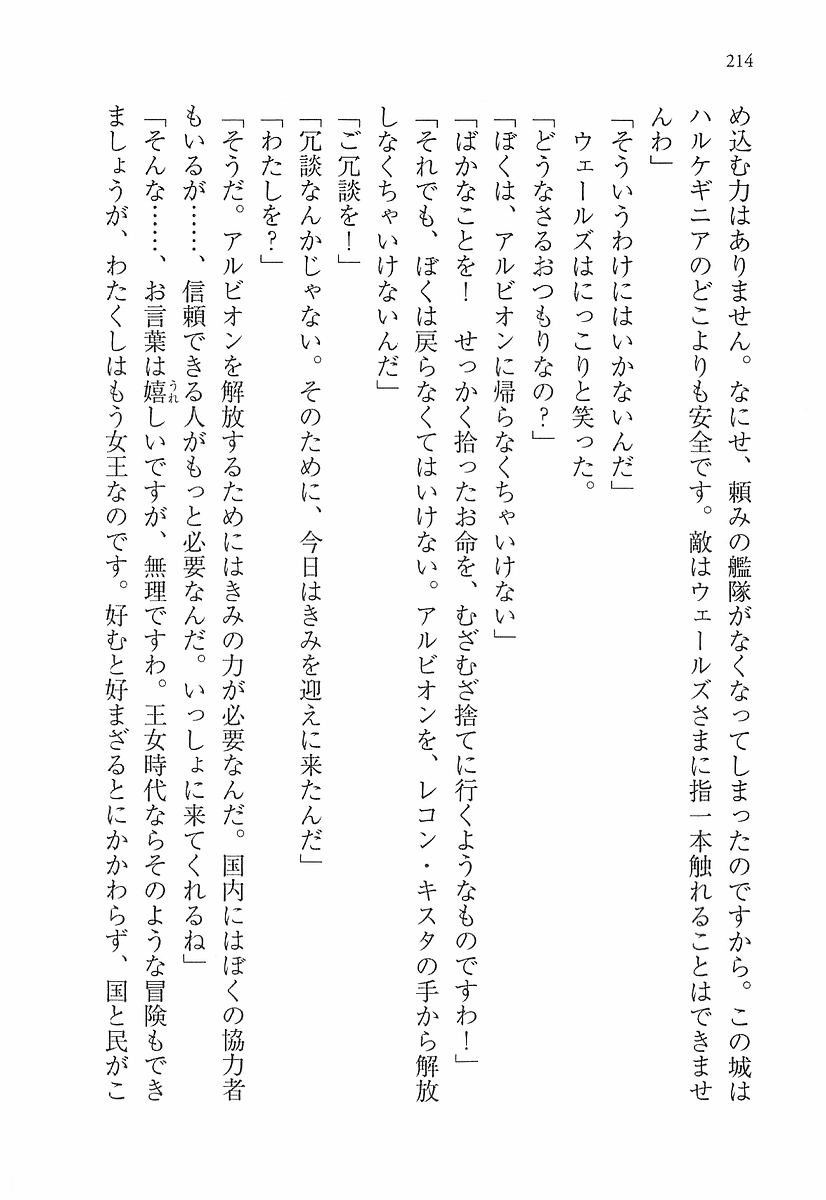 214
め込む力はありません。なにせ、頼みの艦隊がなくなってしまったのですから。この城は
ハルケギニアのどこよりも安全です。敵はウェールズさまに指一本触れることはできませ
んわ」
「そういうわけにはいかないんだ」
　ウェールズはにっこりと笑った。
「どうなさるおつもりなの？」
「ぼくは、アルビオンに帰らなくちゃいけない」
「ばかなことを！　せっかく拾ったお命を、むざむざ捨てに行くようなものですわ！」
「それでも、ぼくは戻らなくてはいけない。アルビオンを、レコン・キスタの手から解放
しなくちゃいけないんだ」
「ご冗談を！」
「冗談なんかじゃない。そのために、今日はきみを迎えに来たんだ」
「わたしを？」
「そうだ。アルビオンを解放するためにはきみの力が必要なんだ。国内にはぼくの協力者
もいるが……、信頼できる人がもっと必要なんだ。いっしょに来てくれるね」
「そんな……、お言葉は嬉うれしいですが、無理ですわ。王女時代ならそのような冒険もでき
ましょうが、わたくしはもう女王なのです。好むと好まざるとにかかわらず、国と民がこ